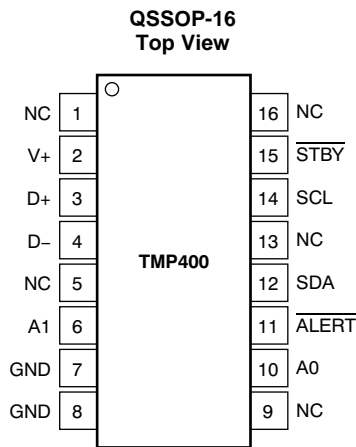 QSSOP-16
Top View
NC 1 16 NC
V+ 2 15 STBY
D+ 3 14 SCL
D− 4 13 NC
TMP400
NC 5 12 SDA
A1 6 11 ALERT
GND 7 10 A0
GND 8 9 NC